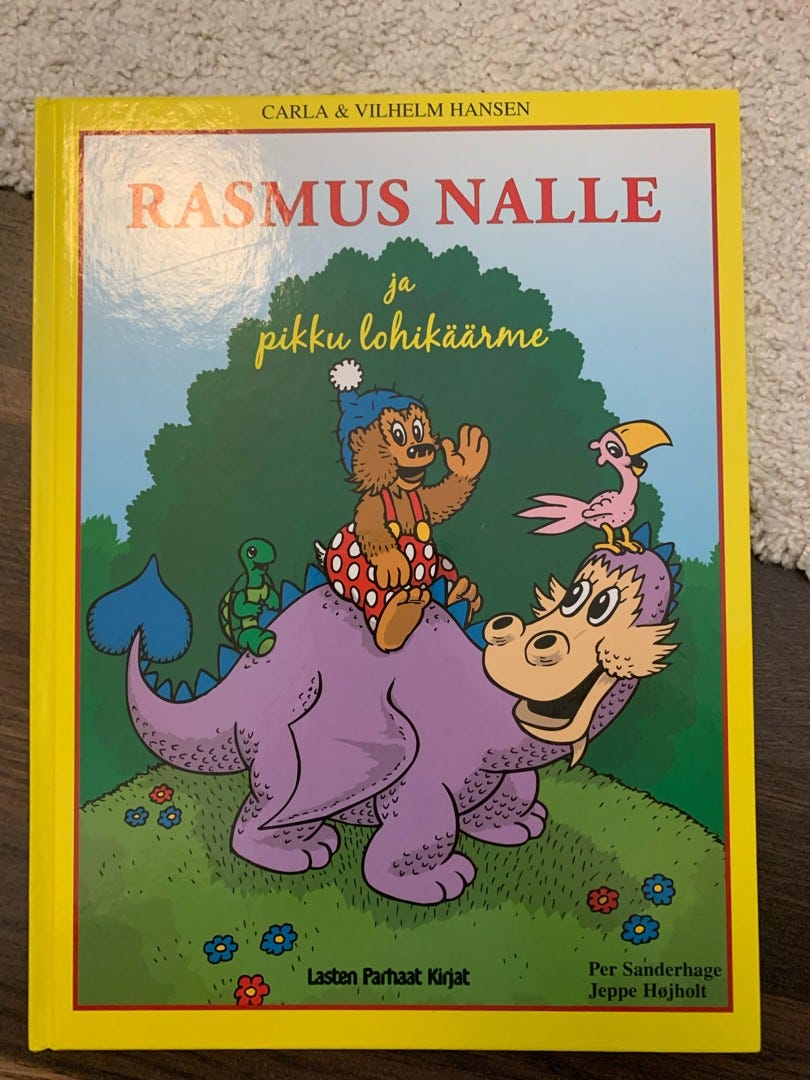 CARLA & VILHELM HANSEN
RASMUS NALLE
ja
pikku lohikäärme
Lasten Parhaat Kirjat
Per Sanderhage
Jeppe Højholt